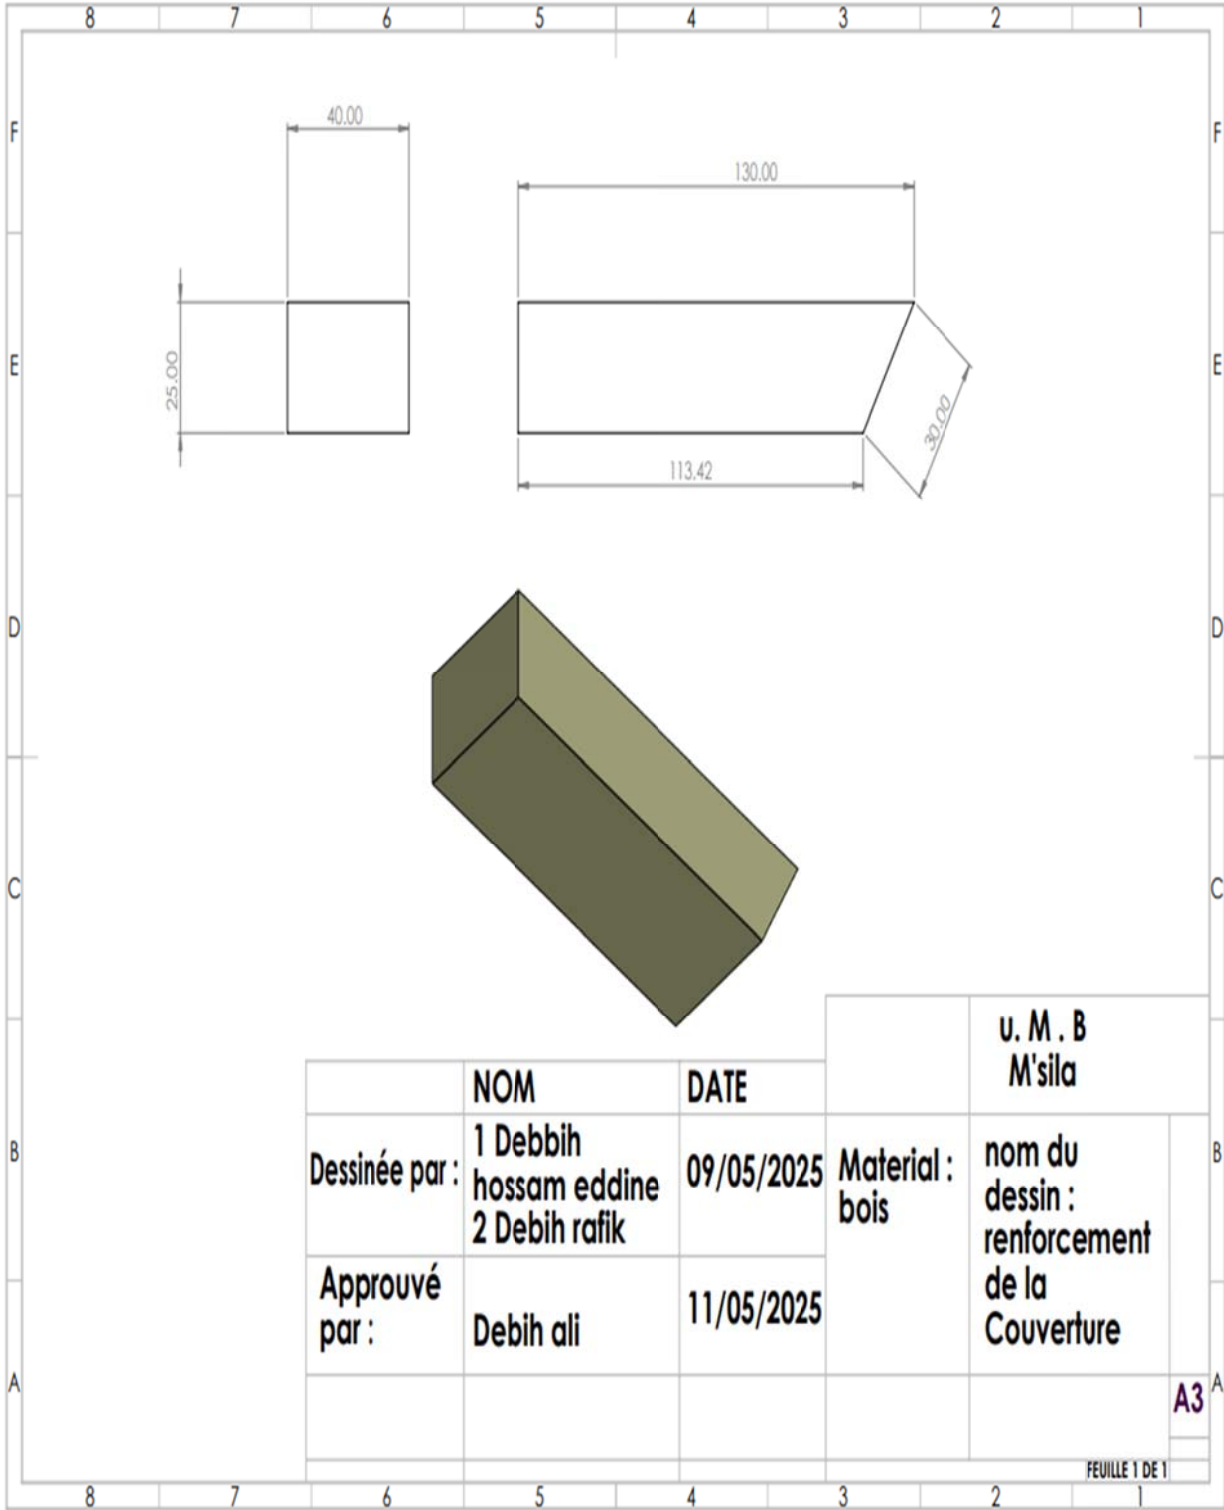 8 7 6 5 4 3 2 1
F F
40.00
130.00
25.00
E E
30.00
113.42
D D
C C
u. M . B
M'sila
NOM DATE
B B
Dessinée par :
1 Debbih
hossam eddine
2 Debih rafik
09/05/2025
Material :
bois
nom du
dessin :
renforcement
de la
Couverture
Approuvé
par :
Debih ali
11/05/2025
A A
A3
FEUILLE 1 DE 1
8 7 6 5 4 3 2 1